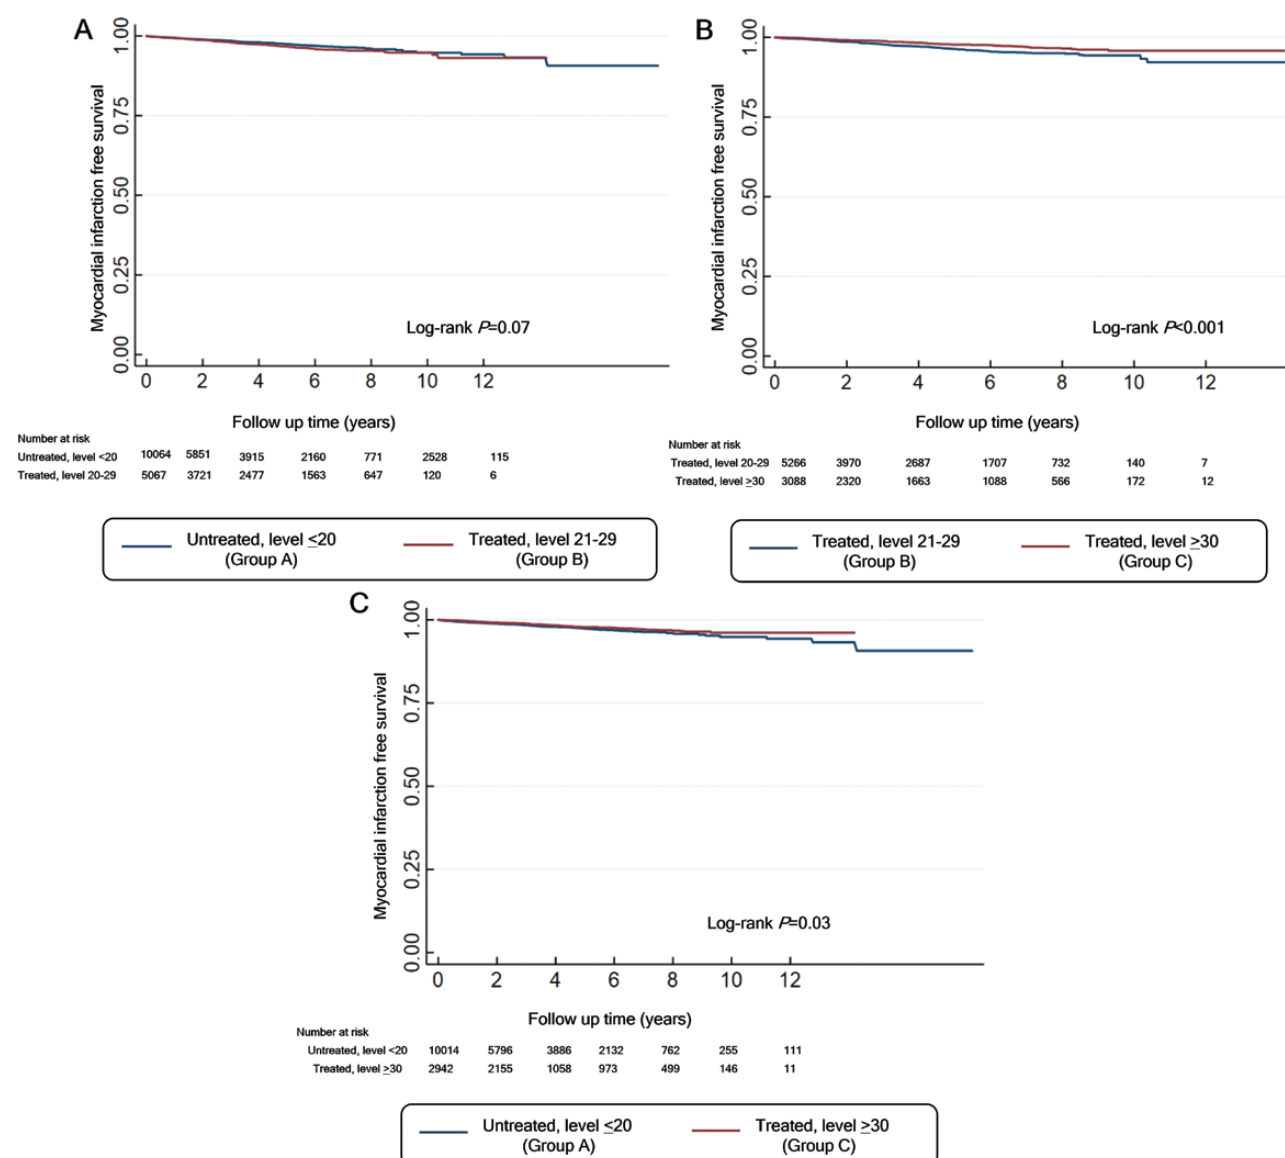 A
Myocardial infarction free survival
1.00
0.75
0.50
0.25
0.00
Log-rank P=0.07
0 2 4 6 8 10 12
Follow up time (years)
Number at risk
Untreated, level <20 10064 5851 3915 2160 771 2528 115
Treated, level 20-29 5067 3721 2477 1563 647 120 6
Untreated, level ≤20 Treated, level 21-29
(Group A) (Group B)
B
Myocardial infarction free survival
1.00
0.75
0.50
0.25
0.00
Log-rank P<0.001
0 2 4 6 8 10 12
Follow up time (years)
Number at risk
Treated, level 20-29 5266 3970 2687 1707 732 140 7
Treated, level ≥30 3088 2320 1663 1088 566 172 12
Treated, level 21-29 Treated, level ≥30
(Group B) (Group C)
C
Myocardial infarction free survival
1.00
0.75
0.50
0.25
0.00
Log-rank P=0.03
0 2 4 6 8 10 12
Follow up time (years)
Number at risk
Untreated, level <20 10014 5796 3886 2132 762 255 111
Treated, level ≥30 2942 2155 1058 973 499 146 11
Untreated, level ≤20 Treated, level ≥30
(Group A) (Group C)